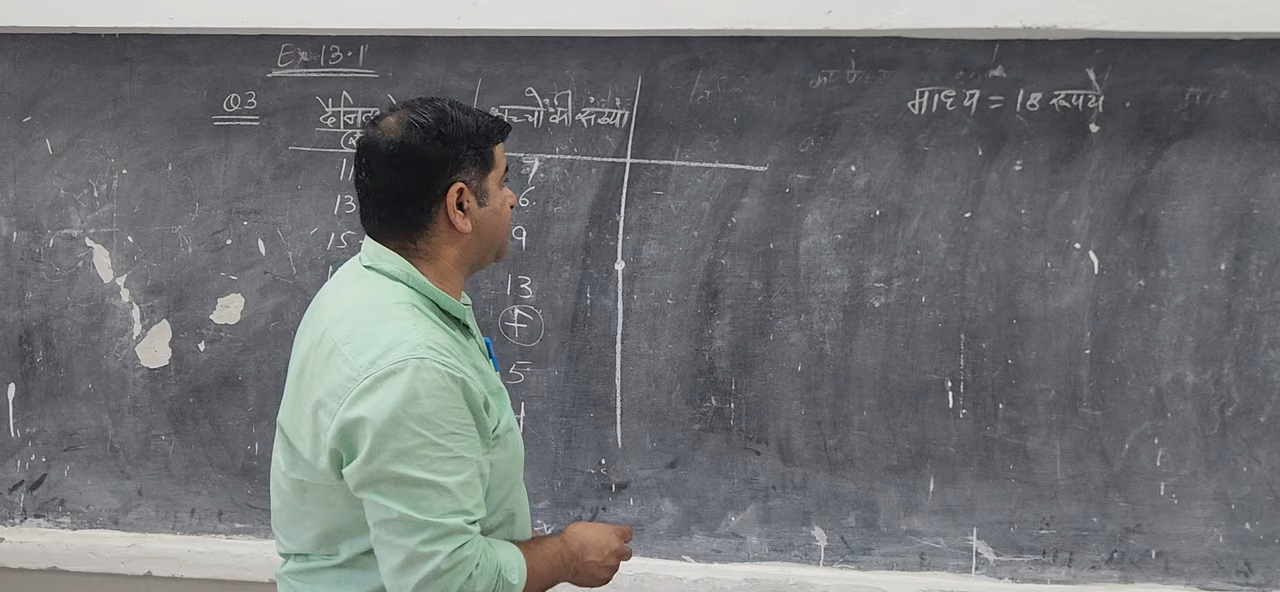 Ex 13.1
Q3
बच्चों की संख्या
माध्य = 18 रूपये .
11 7
13 6
15 9
13
f
5
4